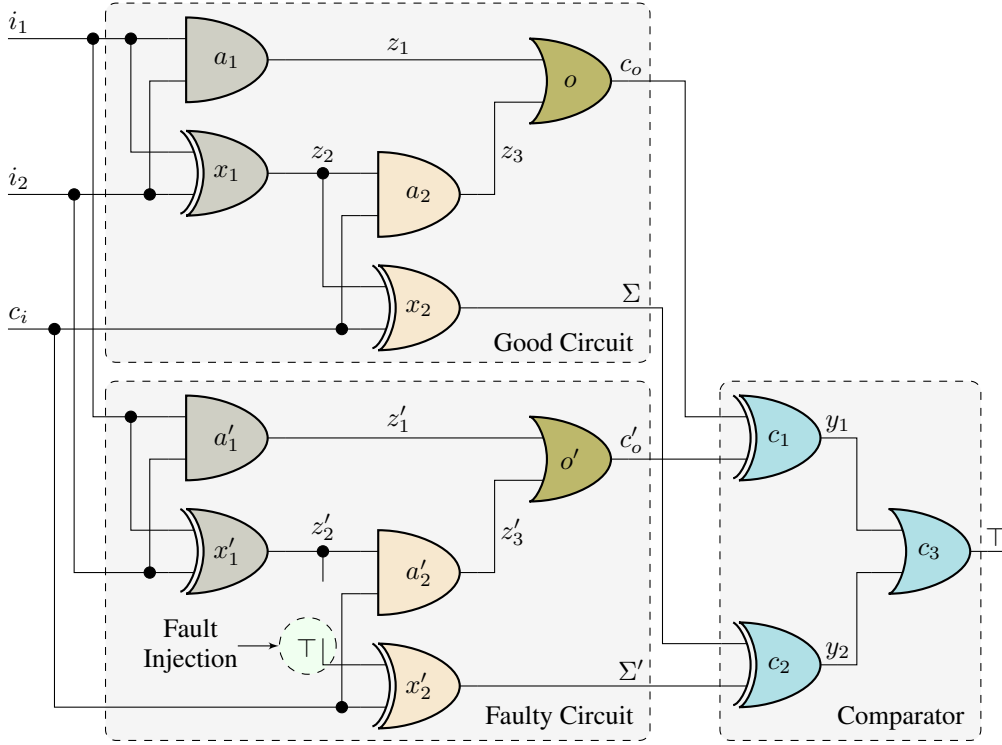 i₁
a₁
z₁
o
cₒ
i₂
x₁
z₂
a₂
z₃
cᵢ
x₂
Σ
Good Circuit
a′₁
z′₁
o′
c′ₒ
c₁
y₁
x′₁
z′₂
a′₂
z′₃
c₃
⊤
Fault
Injection
⊤
x′₂
Σ′
c₂
y₂
Faulty Circuit
Comparator